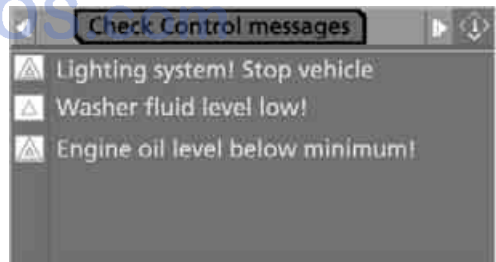 Check Control messages
Lighting system! Stop vehicle
Washer fluid level low!
Engine oil level below minimum!